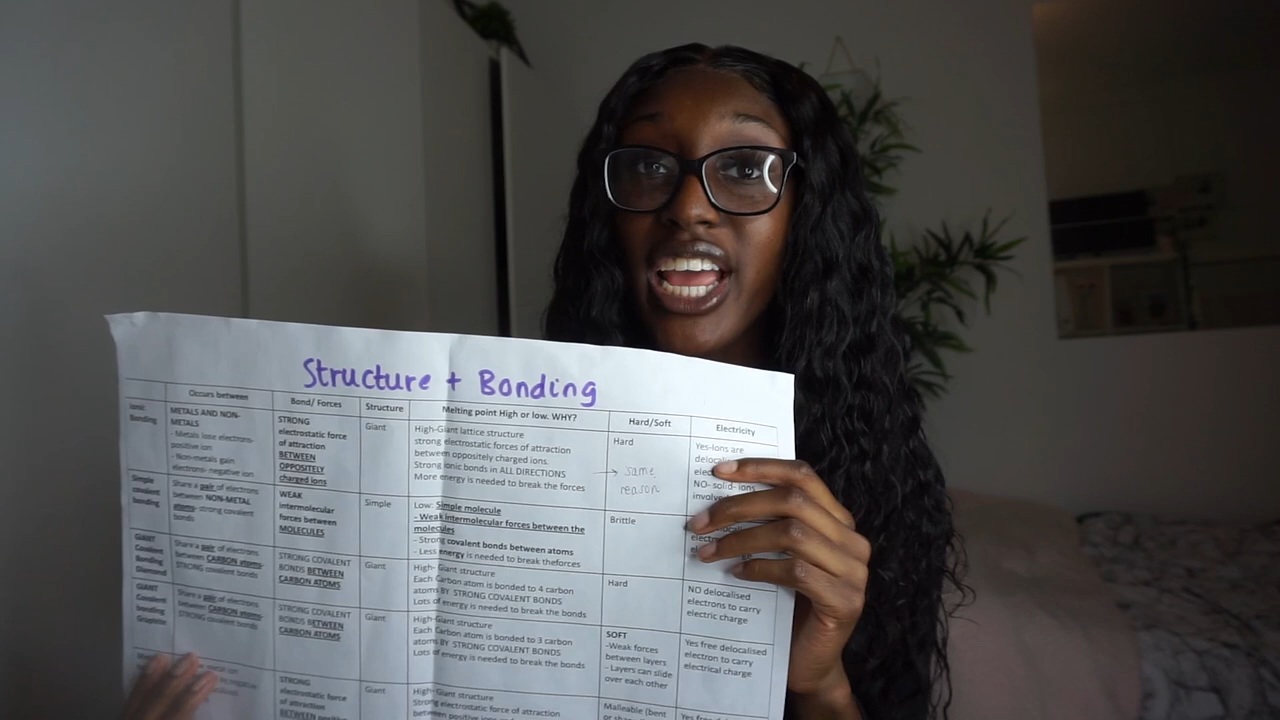 Structure + Bonding
Occurs between
Bond/ Forces
Structure
Melting point High or low. WHY?
Hard/Soft
Electricity
Ionic
Bonding
METALS AND NON-
METALS
- Metals lose electrons-
positive ion
- Non-metals gain
electrons- negative ion
STRONG
electrostatic force
of attraction
BETWEEN
OPPOSITELY
charged ions
Giant
High-Giant lattice structure
strong electrostatic forces of attraction
between oppositely charged ions.
Strong ionic bonds in ALL DIRECTIONS
More energy is needed to break the forces
Hard
→ same
reason
Yes-Ions are
NO- solid- ions
Simple
covalent
bonding
Share a pair of electrons
between NON-METAL
atoms- strong covalent
bonds
WEAK
intermolecular
forces between
MOLECULES
Simple
Low: Simple molecule
- Weak intermolecular forces between the
molecules
- Strong covalent bonds between atoms
- Less energy is needed to break theforces
Brittle
GIANT
Covalent
Bonding
Diamond
Share a pair of electrons
between CARBON atoms-
STRONG covalent bonds
STRONG COVALENT
BONDS BETWEEN
CARBON ATOMS
Giant
High- Giant structure
Each Carbon atom is bonded to 4 carbon
atoms BY STRONG COVALENT BONDS
Lots of energy is needed to break the bonds
Hard
NO delocalised
electrons to carry
electric charge
GIANT
Covalent
bonding
Graphite
Share a pair of electrons
between CARBON atoms-
STRONG covalent bonds
STRONG COVALENT
BONDS BETWEEN
CARBON ATOMS
Giant
High-Giant structure
Each Carbon atom is bonded to 3 carbon
atoms BY STRONG COVALENT BONDS
Lots of energy is needed to break the bonds
SOFT
-Weak forces
between layers
- Layers can slide
over each other
Yes free delocalised
electron to carry
electrical charge
STRONG
electrostatic force
of attraction
Giant
High- Giant structure
Strong electrostatic force of attraction
Malleable (bent